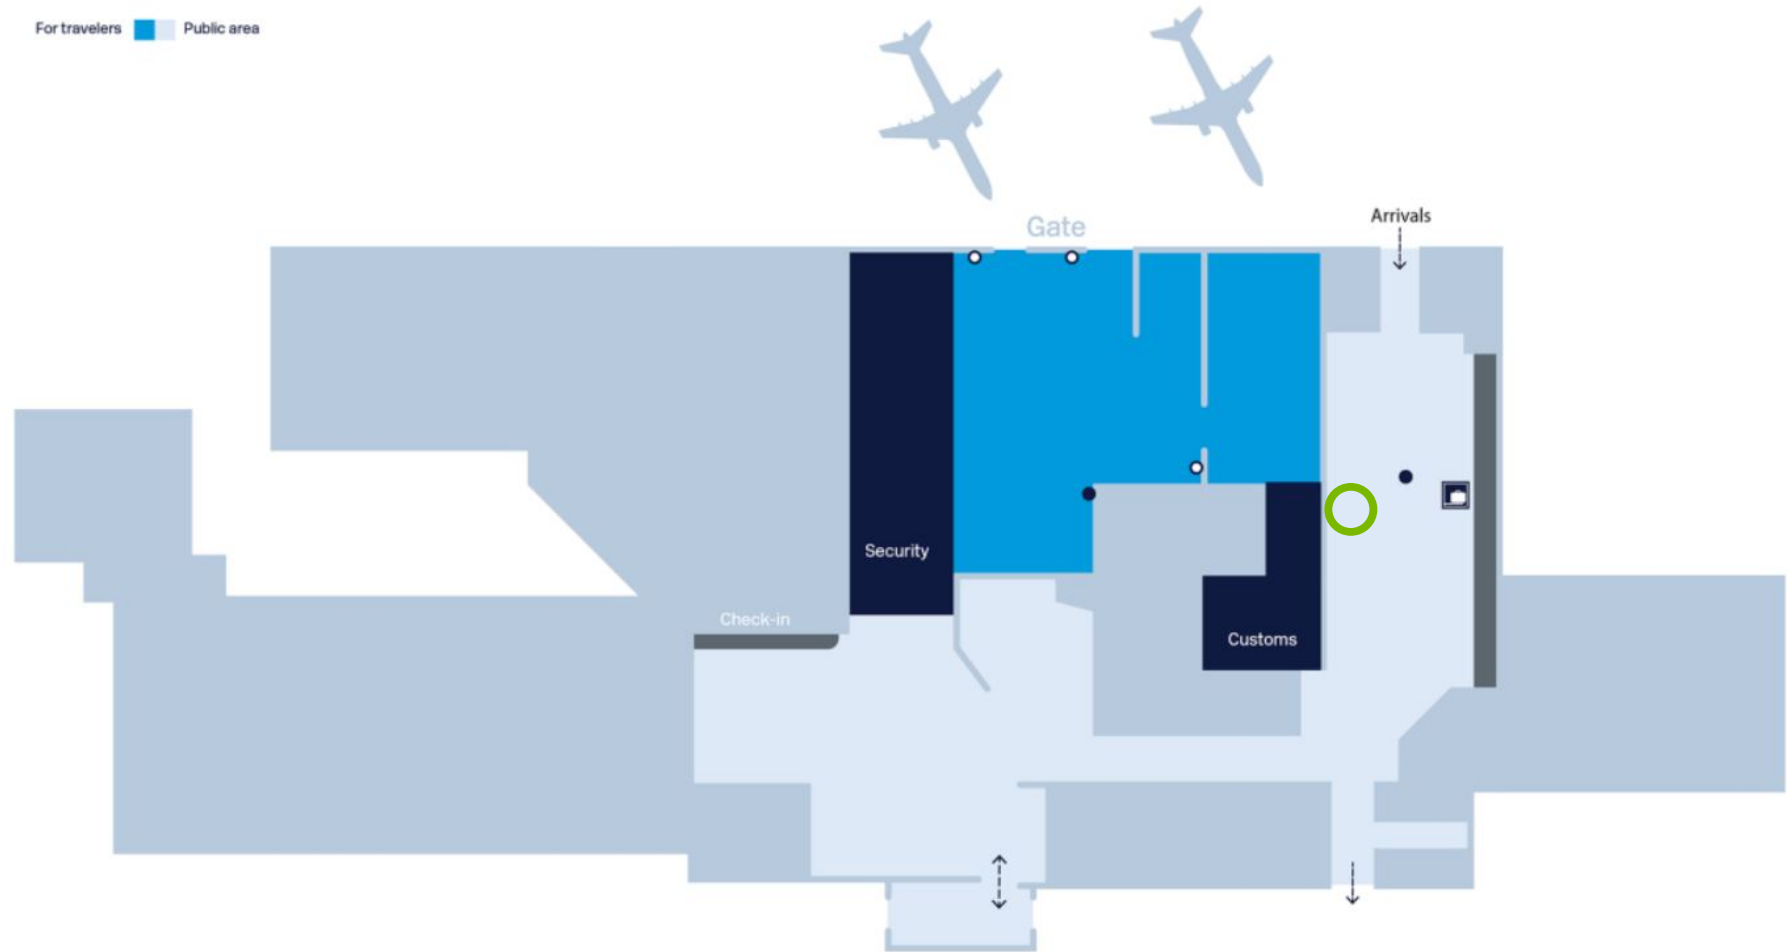 For travelers
Public area
Gate
Arrivals
Security
Check-in
Customs